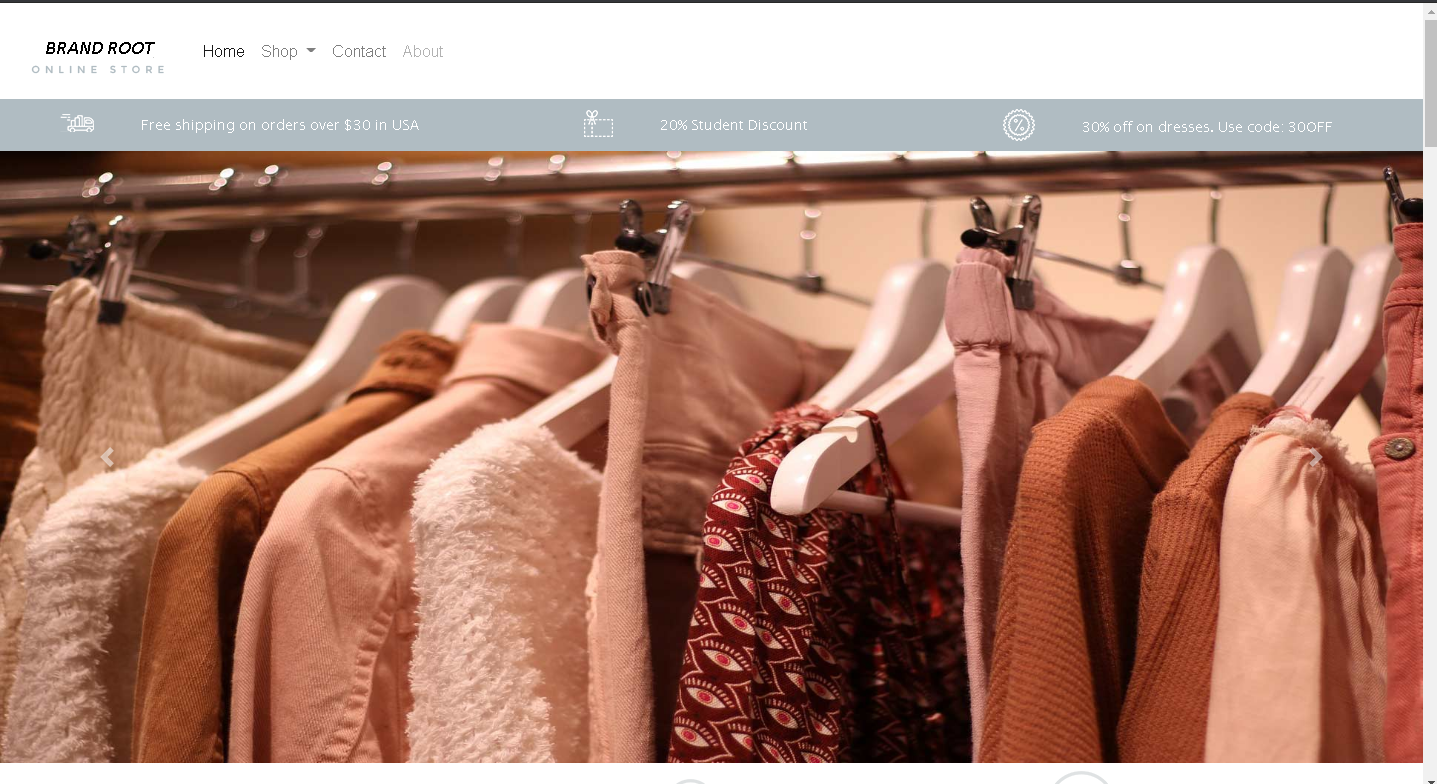 BRAND ROOT
ONLINE STORE
Home
Shop
Contact
About
Free shipping on orders over $30 in USA
20% Student Discount
30% off on dresses. Use code: 30OFF